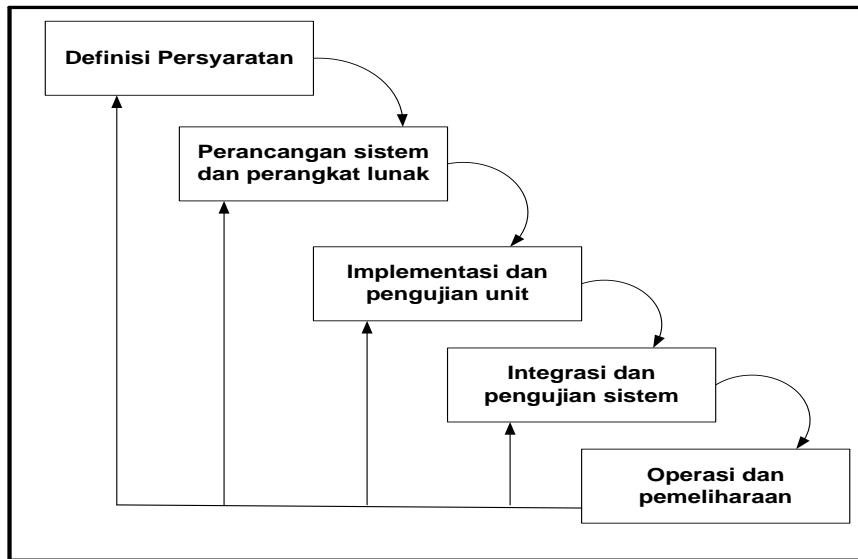 Definisi Persyaratan
Perancangan sistem
dan perangkat lunak
Implementasi dan
pengujian unit
Integrasi dan
pengujian sistem
Operasi dan
pemeliharaan